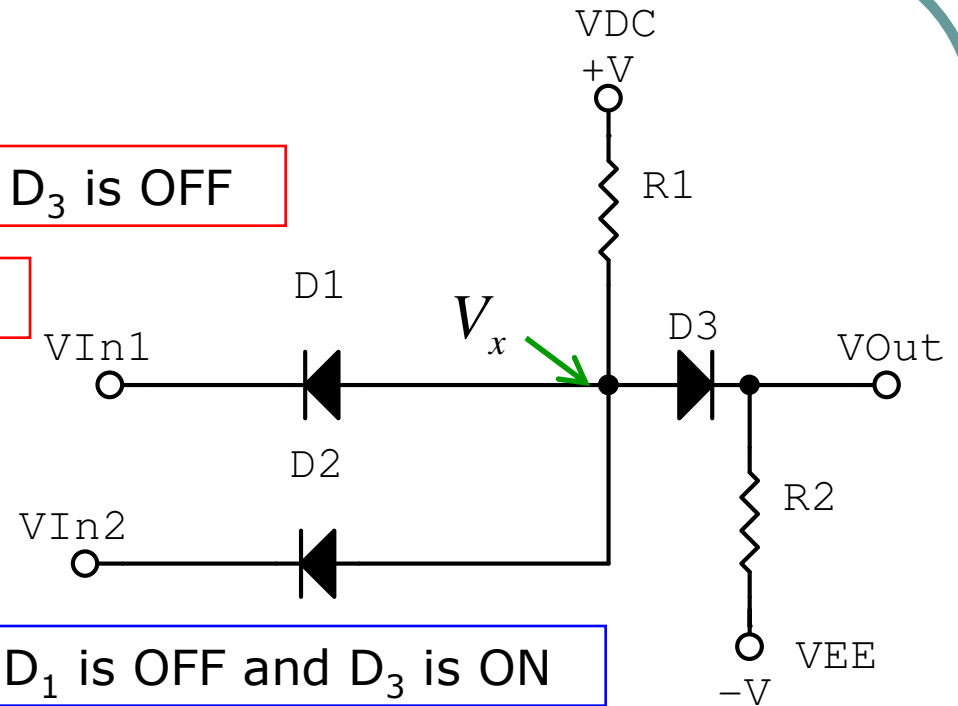 VDC
+V
D₃ is OFF
R1
D1
Vₓ
D3
VIn1
VOut
D2
R2
VIn2
D₁ is OFF and D₃ is ON
VEE
−V